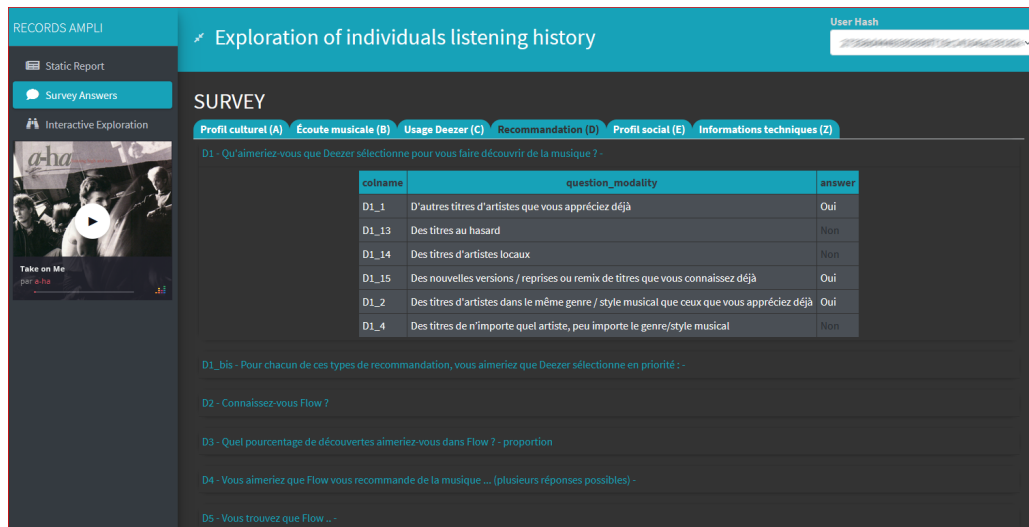 RECORDS AMPLI
Exploration of individuals listening history
User Hash
Static Report
Survey Answers
Interactive Exploration
a-ha
Take on Me
par a-ha
SURVEY
Profil culturel (A) Écoute musicale (B) Usage Deezer (C) Recommandation (D) Profil social (E) Informations techniques (Z)
D1 - Qu'aimeriez-vous que Deezer sélectionne pour vous faire découvrir de la musique ? -
colname question_modality answer
D1_1 D'autres titres d'artistes que vous appréciez déjà Oui
D1_13 Des titres au hasard Non
D1_14 Des titres d'artistes locaux Non
D1_15 Des nouvelles versions / reprises ou remix de titres que vous connaissez déjà Oui
D1_2 Des titres d'artistes dans le même genre / style musical que ceux que vous appréciez déjà Oui
D1_4 Des titres de n'importe quel artiste, peu importe le genre/style musical Non
D1_bis - Pour chacun de ces types de recommandation, vous aimeriez que Deezer sélectionne en priorité : -
D2 - Connaissez-vous Flow ?
D3 - Quel pourcentage de découvertes aimeriez-vous dans Flow ? - proportion
D4 - Vous aimeriez que Flow vous recommande de la musique ... (plusieurs réponses possibles) -
D5 - Vous trouvez que Flow .. -